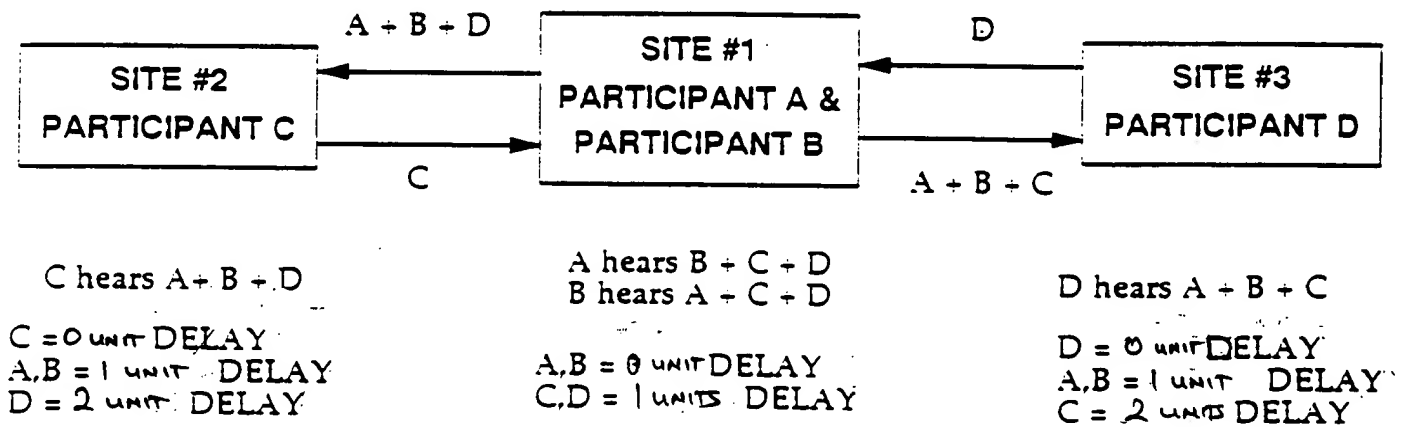 A + B + D
SITE #2
PARTICIPANT C
C
SITE #1
PARTICIPANT A &
PARTICIPANT B
D
SITE #3
PARTICIPANT D
A + B + C
C hears A + B + D
C = 0 UNIT DELAY
A,B = 1 UNIT DELAY
D = 2 UNIT DELAY
A hears B + C + D
B hears A + C + D
A,B = 0 UNIT DELAY
C,D = 1 UNITS DELAY
D hears A + B + C
D = 0 UNIT DELAY
A,B = 1 UNIT DELAY
C = 2 UNITS DELAY